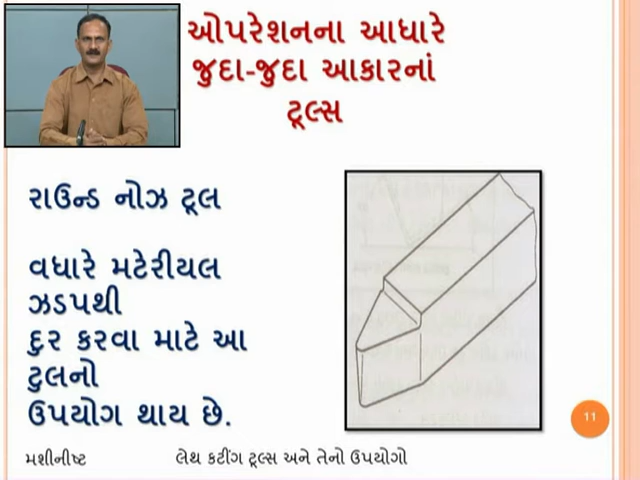 ઓપરેશનના આધારે
જુદા-જુદા આકારનાં
ટૂલ્સ
રાઉન્ડ નોઝ ટૂલ
વધારે મટેરીયલ
ઝડપથી
દુર કરવા માટે આ
ટુલનો
ઉપયોગ થાય છે.
11
મશીનીષ્ટ
લેથ કટીંગ ટૂલ્સ અને તેનો ઉપયોગો